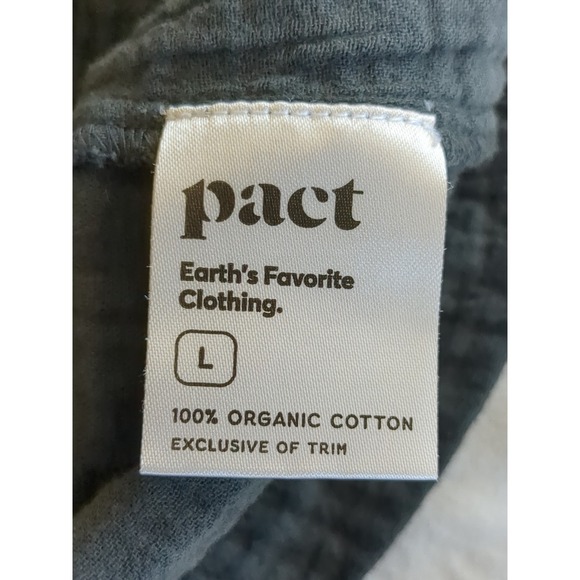 pact
Earth's Favorite
Clothing.
L
100% ORGANIC COTTON
EXCLUSIVE OF TRIM